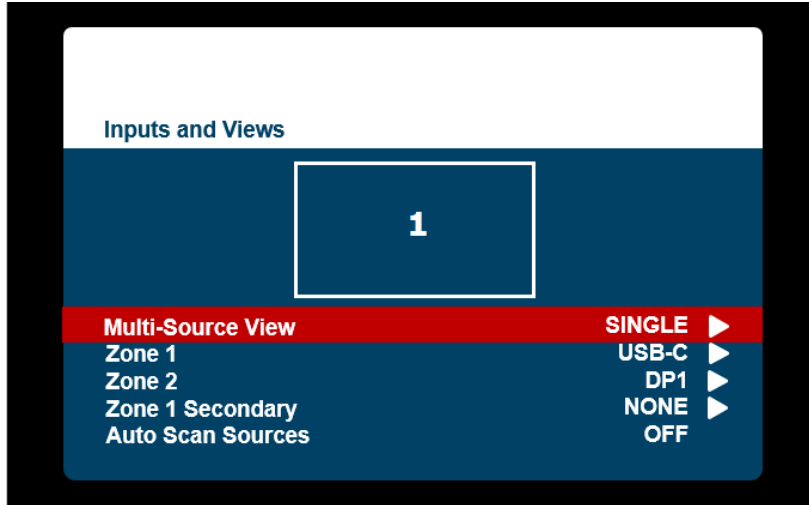 Inputs and Views
1
Multi-Source View SINGLE
Zone 1 USB-C
Zone 2 DP1
Zone 1 Secondary NONE
Auto Scan Sources OFF